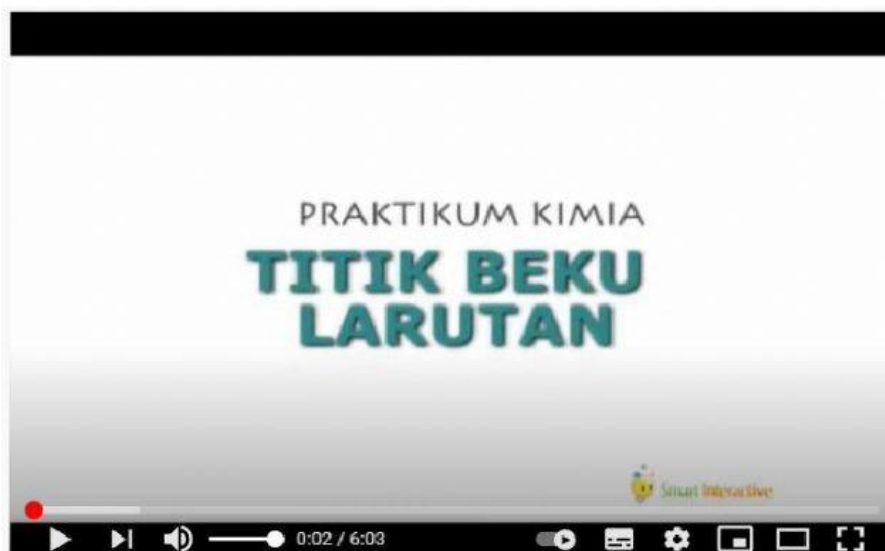 PRAKTIKUM KIMIA
TITIK BEKU
LARUTAN
Smart Interactive
0:02 / 6:03